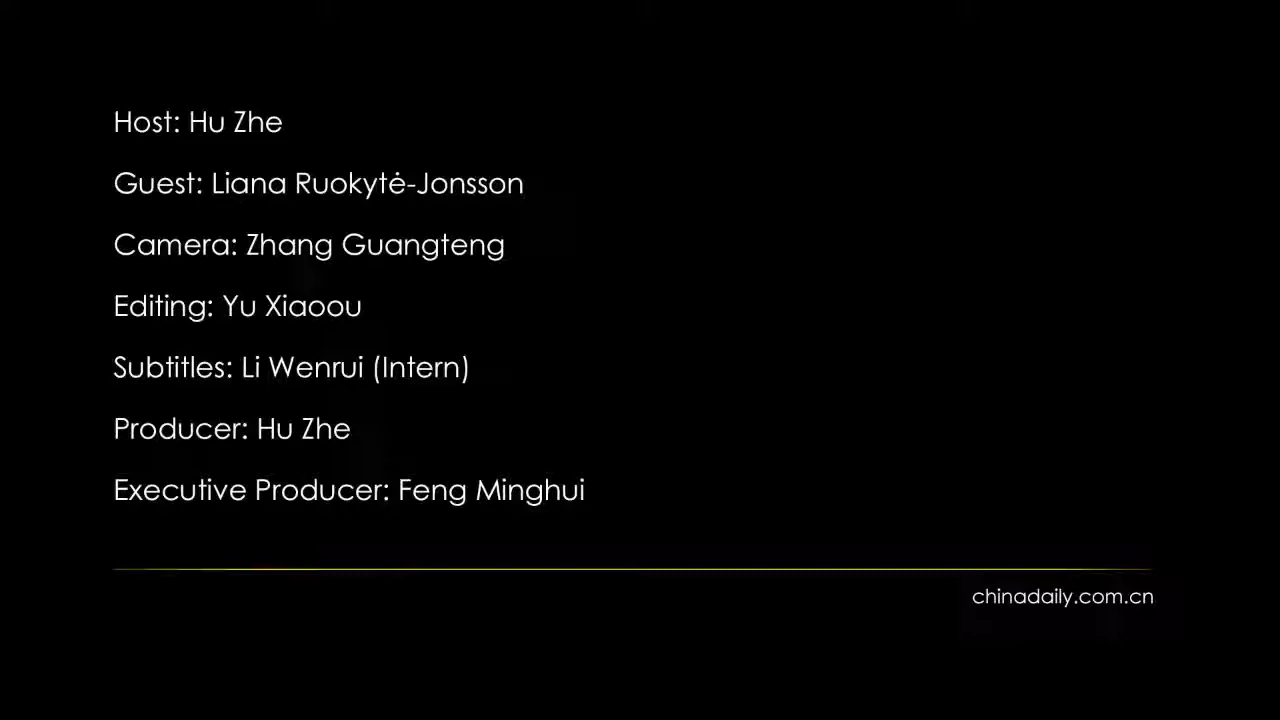 Host: Hu Zhe
Guest: Liana Ruokytė-Jonsson
Camera: Zhang Guangteng
Editing: Yu Xiaoou
Subtitles: Li Wenrui (Intern)
Producer: Hu Zhe
Executive Producer: Feng Minghui
chinadaily.com.cn